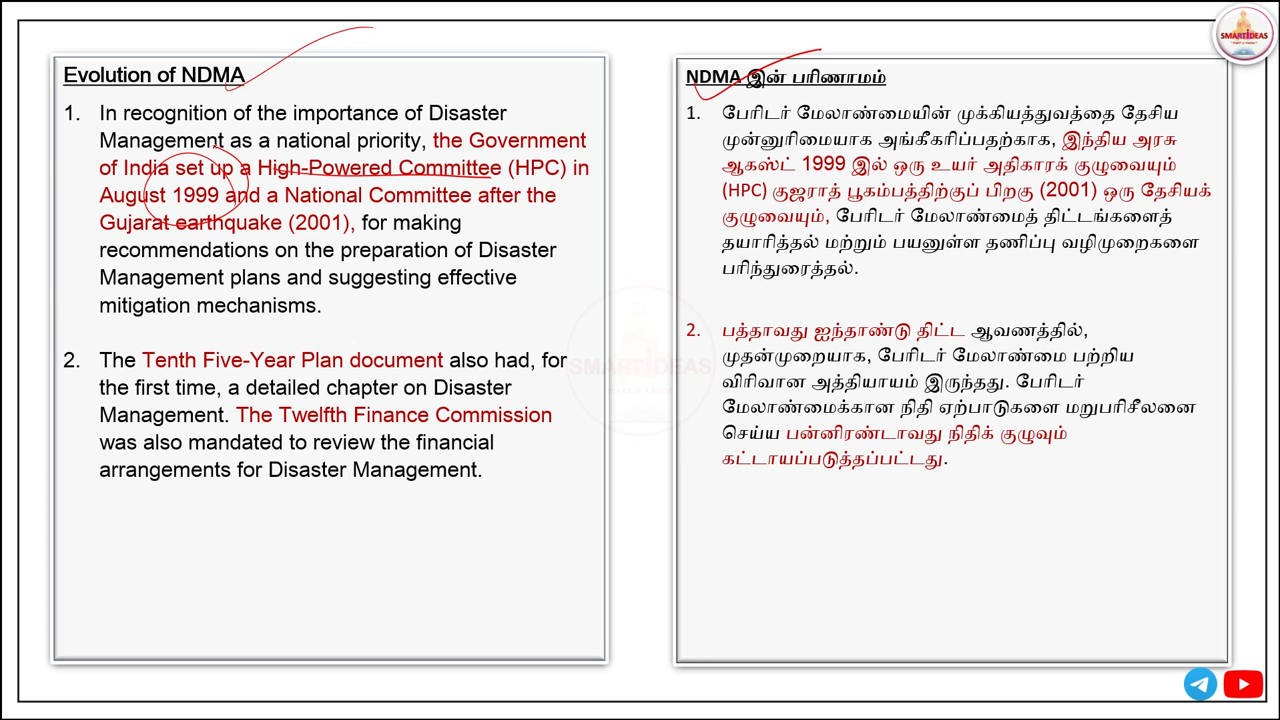 SMARTIDEAS
Evolution of NDMA
1. In recognition of the importance of Disaster
Management as a national priority, the Government
of India set up a High-Powered Committee (HPC) in
August 1999 and a National Committee after the
Gujarat earthquake (2001), for making
recommendations on the preparation of Disaster
Management plans and suggesting effective
mitigation mechanisms.
2. The Tenth Five-Year Plan document also had, for
the first time, a detailed chapter on Disaster
Management. The Twelfth Finance Commission
was also mandated to review the financial
arrangements for Disaster Management.
NDMA இன் பரிணாமம்
1. பேரிடர் மேலாண்மையின் முக்கியத்துவத்தை தேசிய
முன்னுரிமையாக அங்கீகரிப்பதற்காக, இந்திய அரசு
ஆகஸ்ட் 1999 இல் ஒரு உயர் அதிகாரக் குழுவையும்
(HPC) குஜராத் பூகம்பத்திற்குப் பிறகு (2001) ஒரு தேசியக்
குழுவையும், பேரிடர் மேலாண்மைத் திட்டங்களைத்
தயாரித்தல் மற்றும் பயனுள்ள தணிப்பு வழிமுறைகளை
பரிந்துரைத்தல்.
2. பத்தாவது ஐந்தாண்டு திட்ட ஆவணத்தில்,
முதன்முறையாக, பேரிடர் மேலாண்மை பற்றிய
விரிவான அத்தியாயம் இருந்தது. பேரிடர்
மேலாண்மைக்கான நிதி ஏற்பாடுகளை மறுபரிசீலனை
செய்ய பன்னிரண்டாவது நிதிக் குழுவும்
கட்டாயப்படுத்தப்பட்டது.
SMARTIDEAS